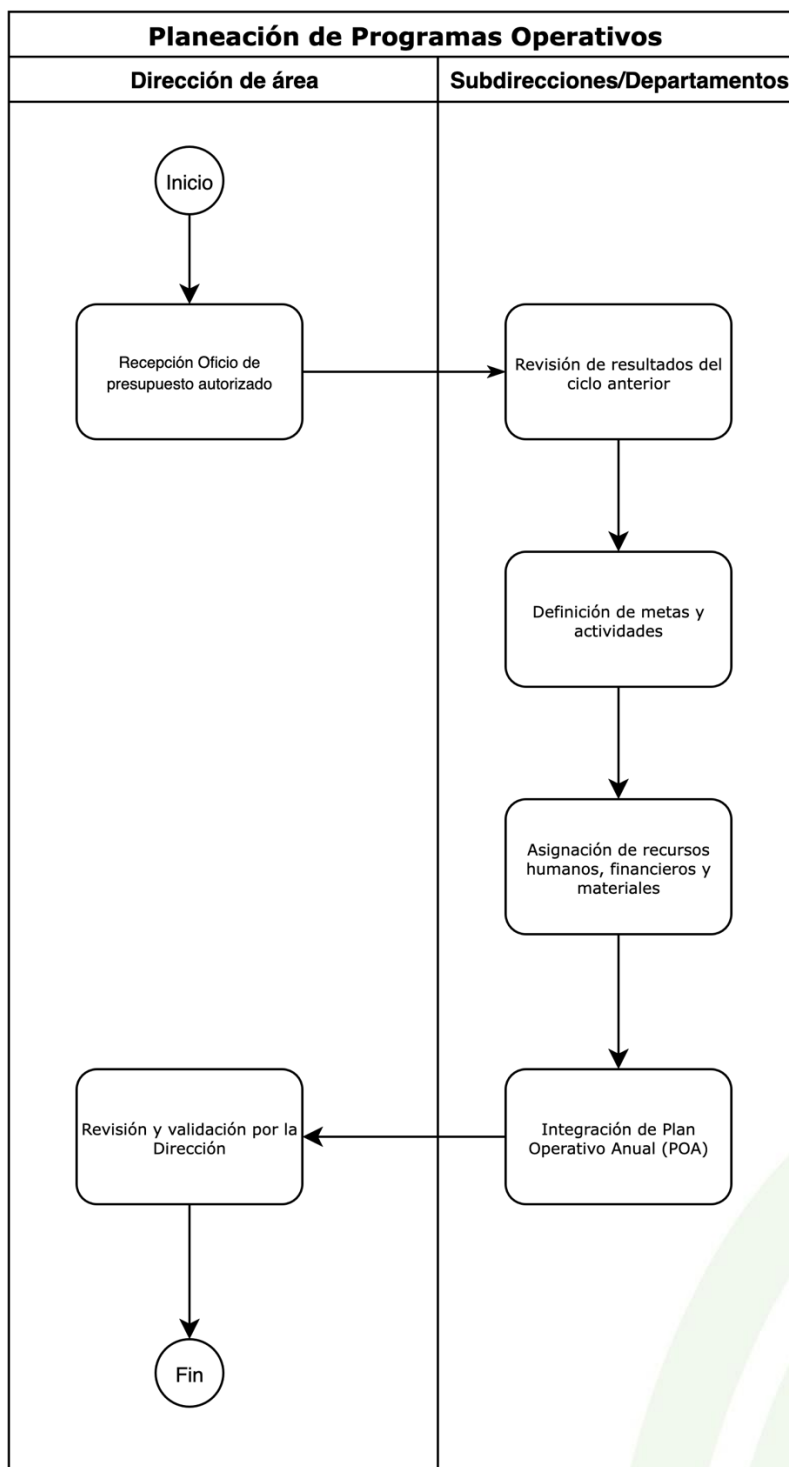 Planeación de Programas Operativos
Dirección de área
Subdirecciones/Departamentos
Inicio
Recepción Oficio de
presupuesto autorizado
Revisión de resultados del
ciclo anterior
Definición de metas y
actividades
Asignación de recursos
humanos, financieros y
materiales
Integración de Plan
Operativo Anual (POA)
Revisión y validación por la
Dirección
Fin